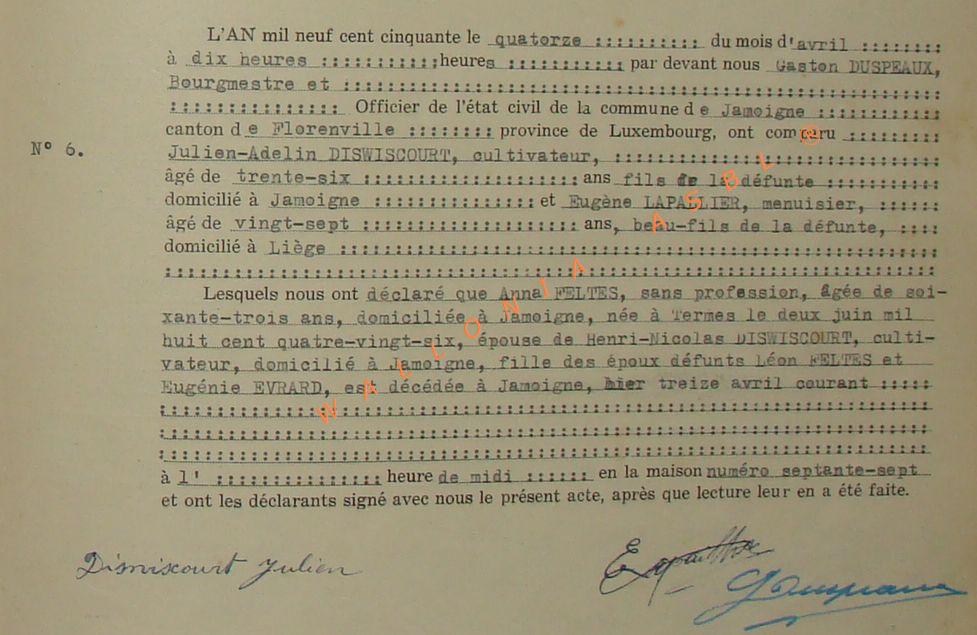 L'AN mil neuf cent cinquante le quatorze :::::::::: du mois d'avril ::::::::
à dix heures :::::::::::heures ::::::::::: par devant nous Gaston DUSPEAUX,
Bourgmestre et ::::::::::::::::::::::::::::::::::::::::::::::::::::::::
:::::::::::::::: Officier de l'état civil de la commune de Jamoigne :::::::::::
canton de Florenville :::::::: province de Luxembourg, ont comparu :::::::::
N° 6.
Julien-Adelin DISWISCOURT, cultivateur, ::::::::::::::::::::::::::::::
âgé de trente-six :::::::::::::::::::: ans fils de la défunte ::::::::::
domicilié à Jamoigne :::::::::::::::: et Eugène LAPAILLIER, menuisier, ::::::
âgé de vingt-sept :::::::::::::::::::: ans, beau-fils de la défunte, ::::
domicilié à Liège :::::::::::::::::::::::::::::::::::::::::::::::::::::
::::::::::::::::::::::::::::::::::::::::::::::::::::::::::::::::::::::
Lesquels nous ont déclaré que Anna FELTES, sans profession, âgée de soi-
xante-trois ans, domiciliée à Jamoigne, née à Termes le deux juin mil
huit cent quatre-vingt-six, épouse de Henri-Nicolas DISWISCOURT, culti-
vateur, domicilié à Jamoigne, fille des époux défunts Léon FELTES et
Eugénie EVRARD, est décédée à Jamoigne, hier treize avril courant :::::
::::::::::::::::::::::::::::::::::::::::::::::::::::::::::::::::::::::
::::::::::::::::::::::::::::::::::::::::::::::::::::::::::::::::::::::
::::::::::::::::::::::::::::::::::::::::::::::::::::::::::::::::::::::
à l' :::::::::::::::: heure de midi :::::: en la maison numéro septante-sept
et ont les déclarants signé avec nous le présent acte, après que lecture leur en a été faite.
WALLONIA ASBL ©
Diswiscourt Julien